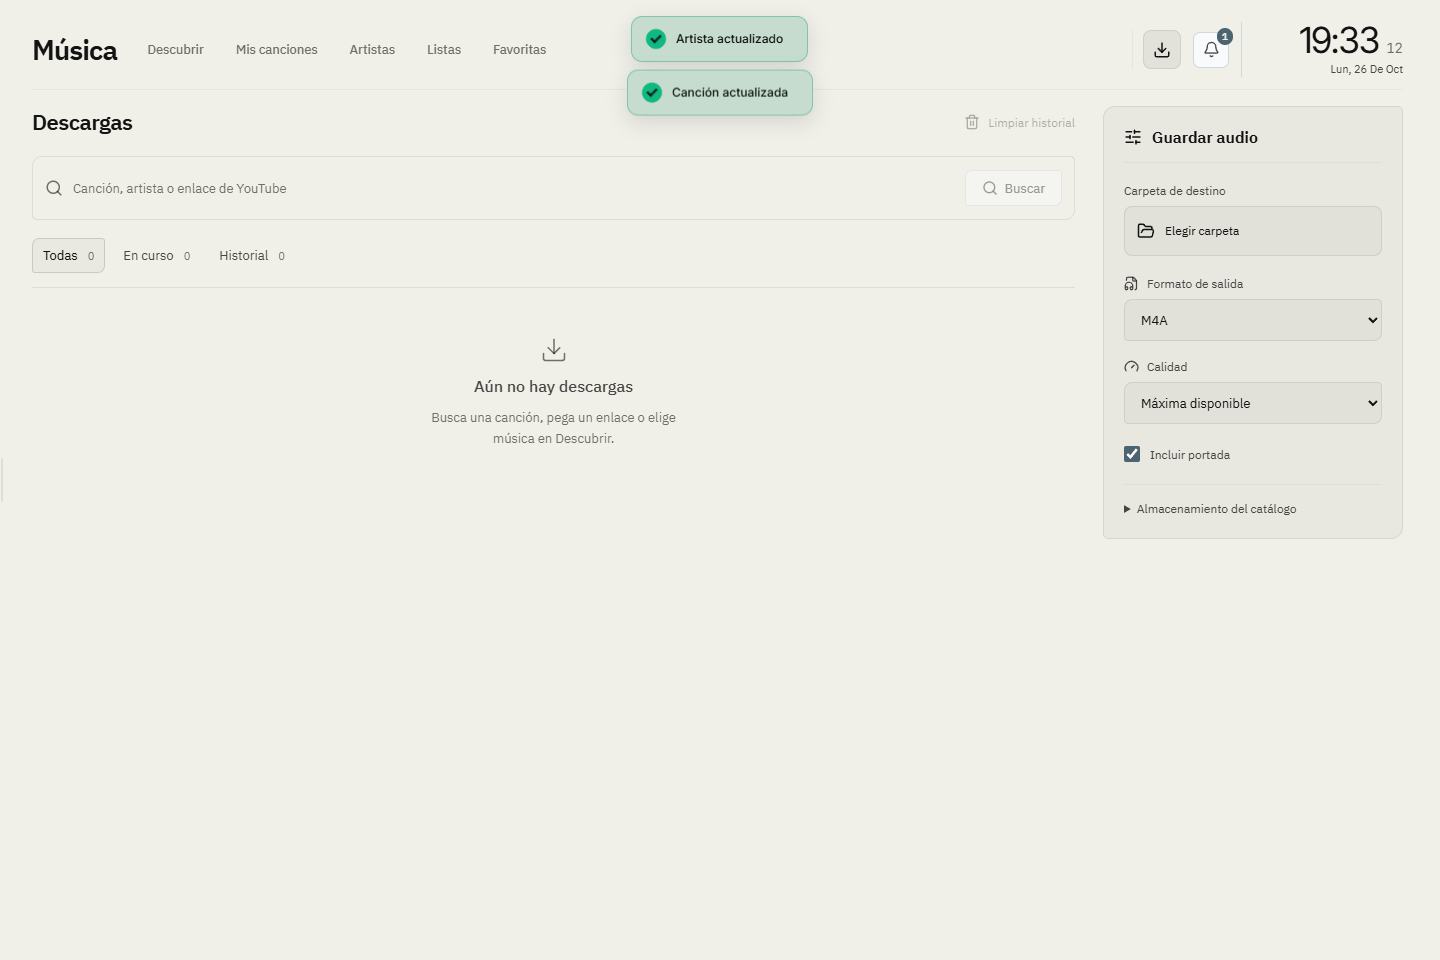 Música
Descubrir
Mis canciones
Artistas
Listas
Favoritas
Artista actualizado
Canción actualizada
1
19:33 12
Lun, 26 De Oct
Descargas
Limpiar historial
Canción, artista o enlace de YouTube
Buscar
Todas 0
En curso 0
Historial 0
Aún no hay descargas
Busca una canción, pega un enlace o elige
música en Descubrir.
Guardar audio
Carpeta de destino
Elegir carpeta
Formato de salida
M4A
Calidad
Máxima disponible
Incluir portada
Almacenamiento del catálogo